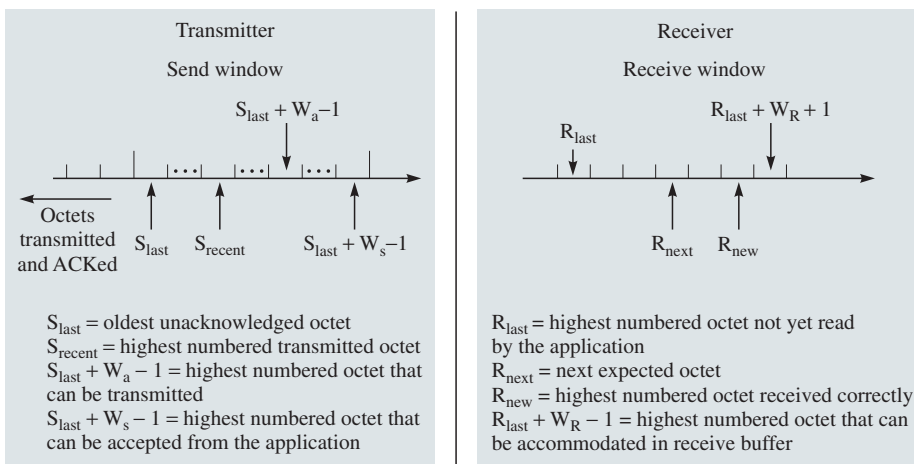 Transmitter
Send window
S_last + W_a−1
Octets
transmitted
and ACKed
S_last
S_recent
S_last + W_s−1
S_last = oldest unacknowledged octet
S_recent = highest numbered transmitted octet
S_last + W_a − 1 = highest numbered octet that
can be transmitted
S_last + W_s − 1 = highest numbered octet that
can be accepted from the application
Receiver
Receive window
R_last
R_last + W_R + 1
R_next
R_new
R_last = highest numbered octet not yet read
by the application
R_next = next expected octet
R_new = highest numbered octet received correctly
R_last + W_R − 1 = highest numbered octet that can
be accommodated in receive buffer